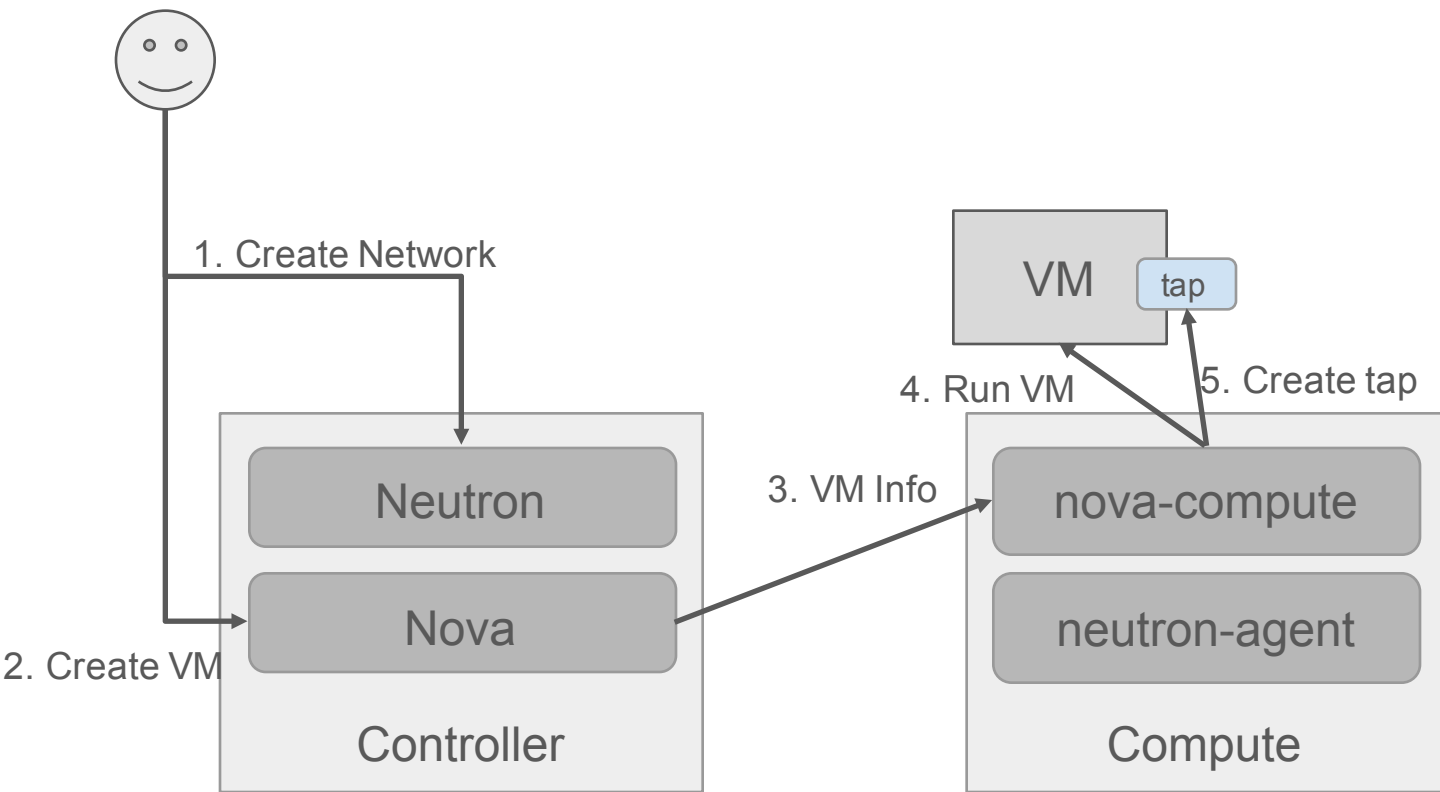 1. Create Network
VM
tap
4. Run VM
5. Create tap
Neutron
3. VM Info
nova-compute
Nova
neutron-agent
2. Create VM
Controller
Compute